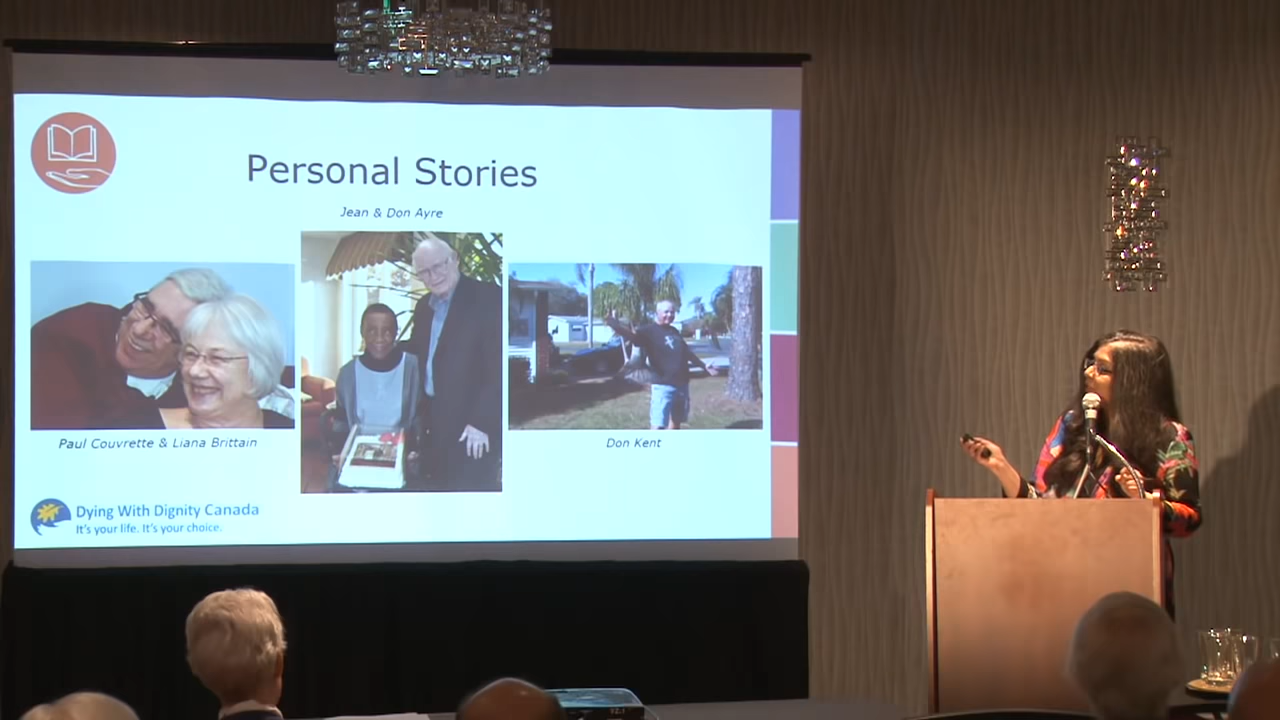 Personal Stories
Jean & Don Ayre
Paul Couvrette & Liana Brittain
Don Kent
Dying With Dignity Canada
It's your life. It's your choice.